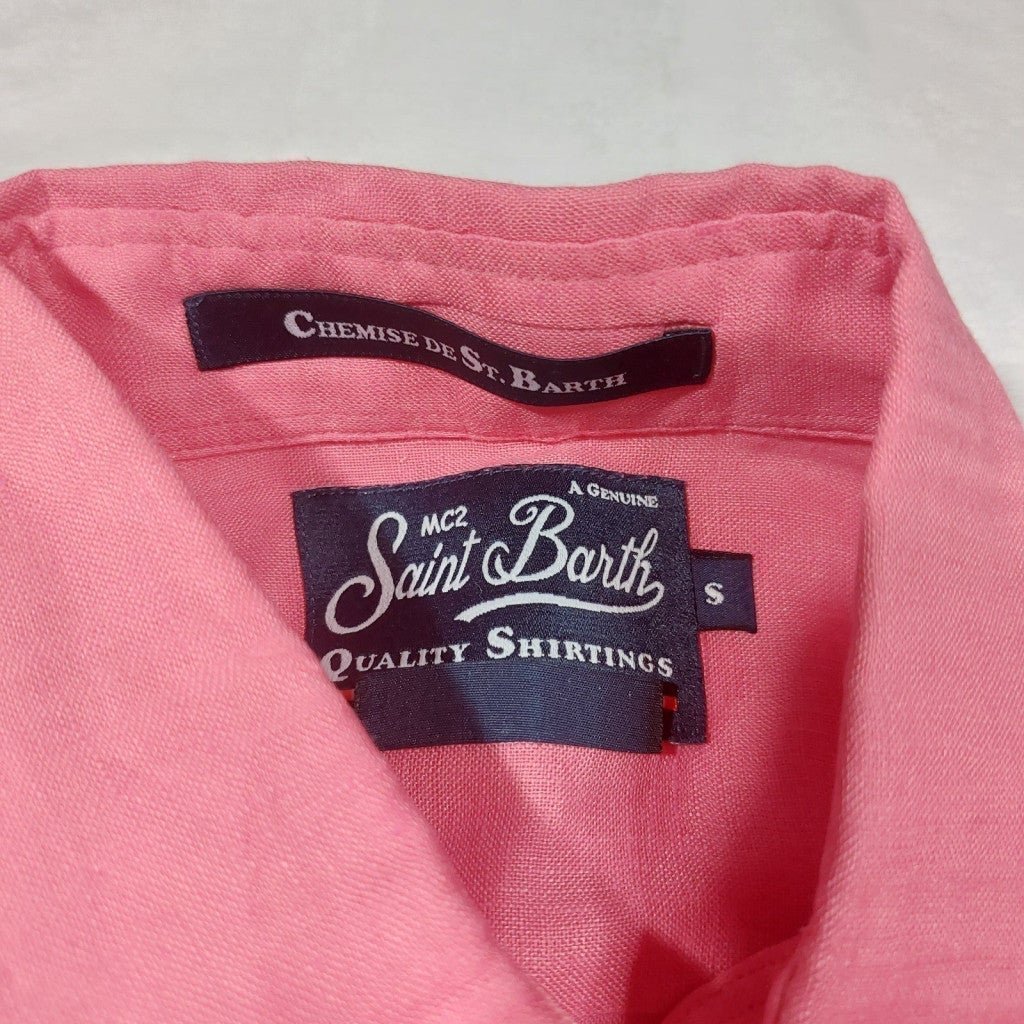 CHEMISE DE ST. BARTH
A GENUINE
MC2
Saint Barth
QUALITY SHIRTINGS
S